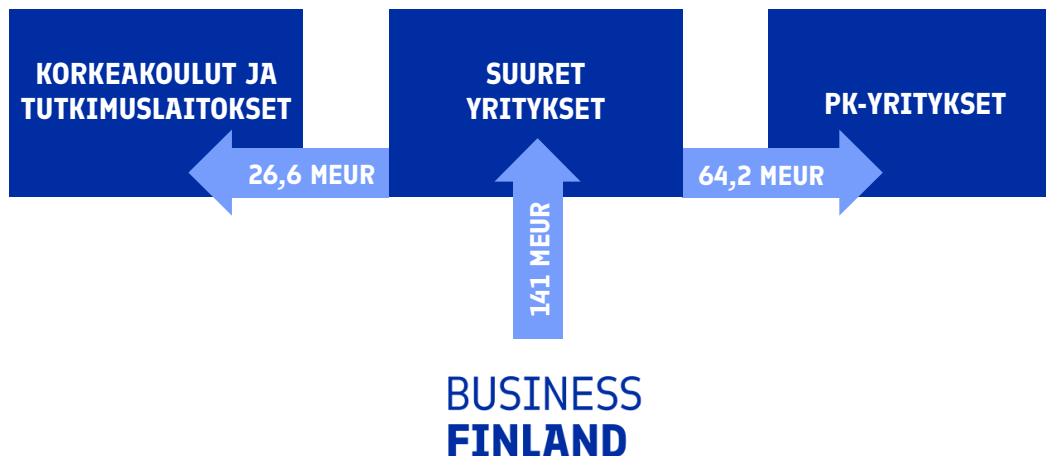 KORKEAKOULUT JA
TUTKIMUSLAITOKSET
SUURET
YRITYKSET
PK-YRITYKSET
26,6 MEUR
64,2 MEUR
141 MEUR
BUSINESS
FINLAND